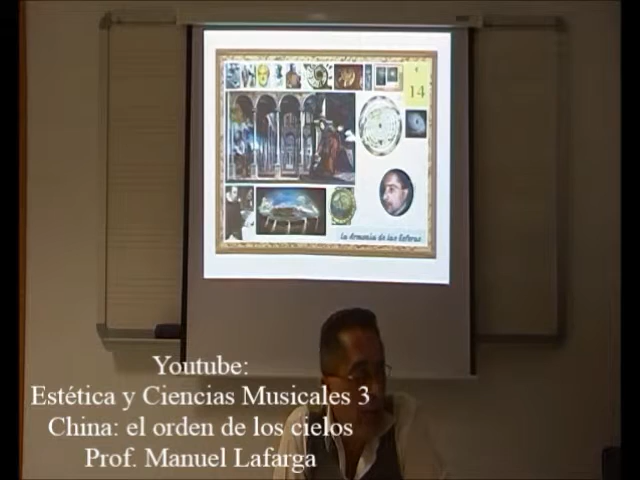 14
La Armonía de las Esferas
Youtube:
Estética y Ciencias Musicales 3
China: el orden de los cielos
Prof. Manuel Lafarga